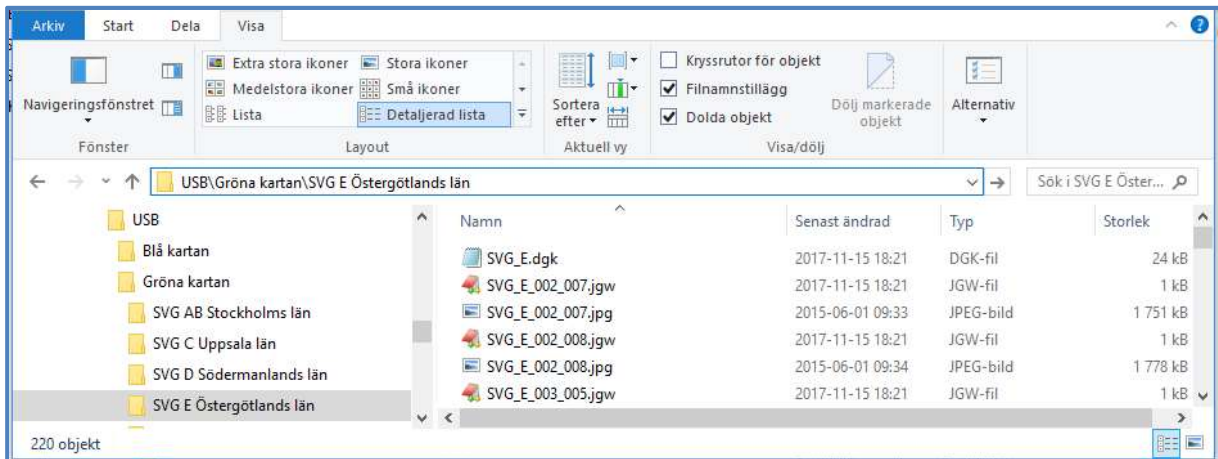 Arkiv Start Dela Visa
Extra stora ikoner Stora ikoner
Medelstora ikoner Små ikoner
Lista Detaljerad lista
Navigeringsfönstret
Fönster
Layout
Sortera
efter
Aktuell vy
Kryssrutor för objekt
Filnamnstillägg
Dolda objekt
Dölj markerade
objekt
Visa/dölj
Alternativ
USB\Gröna kartan\SVG E Östergötlands län
Sök i SVG E Öster...
USB
Blå kartan
Gröna kartan
SVG AB Stockholms län
SVG C Uppsala län
SVG D Södermanlands län
SVG E Östergötlands län
Namn Senast ändrad Typ Storlek
SVG_E.dgk 2017-11-15 18:21 DGK-fil 24 kB
SVG_E_002_007.jgw 2017-11-15 18:21 JGW-fil 1 kB
SVG_E_002_007.jpg 2015-06-01 09:33 JPEG-bild 1 751 kB
SVG_E_002_008.jgw 2017-11-15 18:21 JGW-fil 1 kB
SVG_E_002_008.jpg 2015-06-01 09:34 JPEG-bild 1 778 kB
SVG_E_003_005.jgw 2017-11-15 18:21 JGW-fil 1 kB
220 objekt